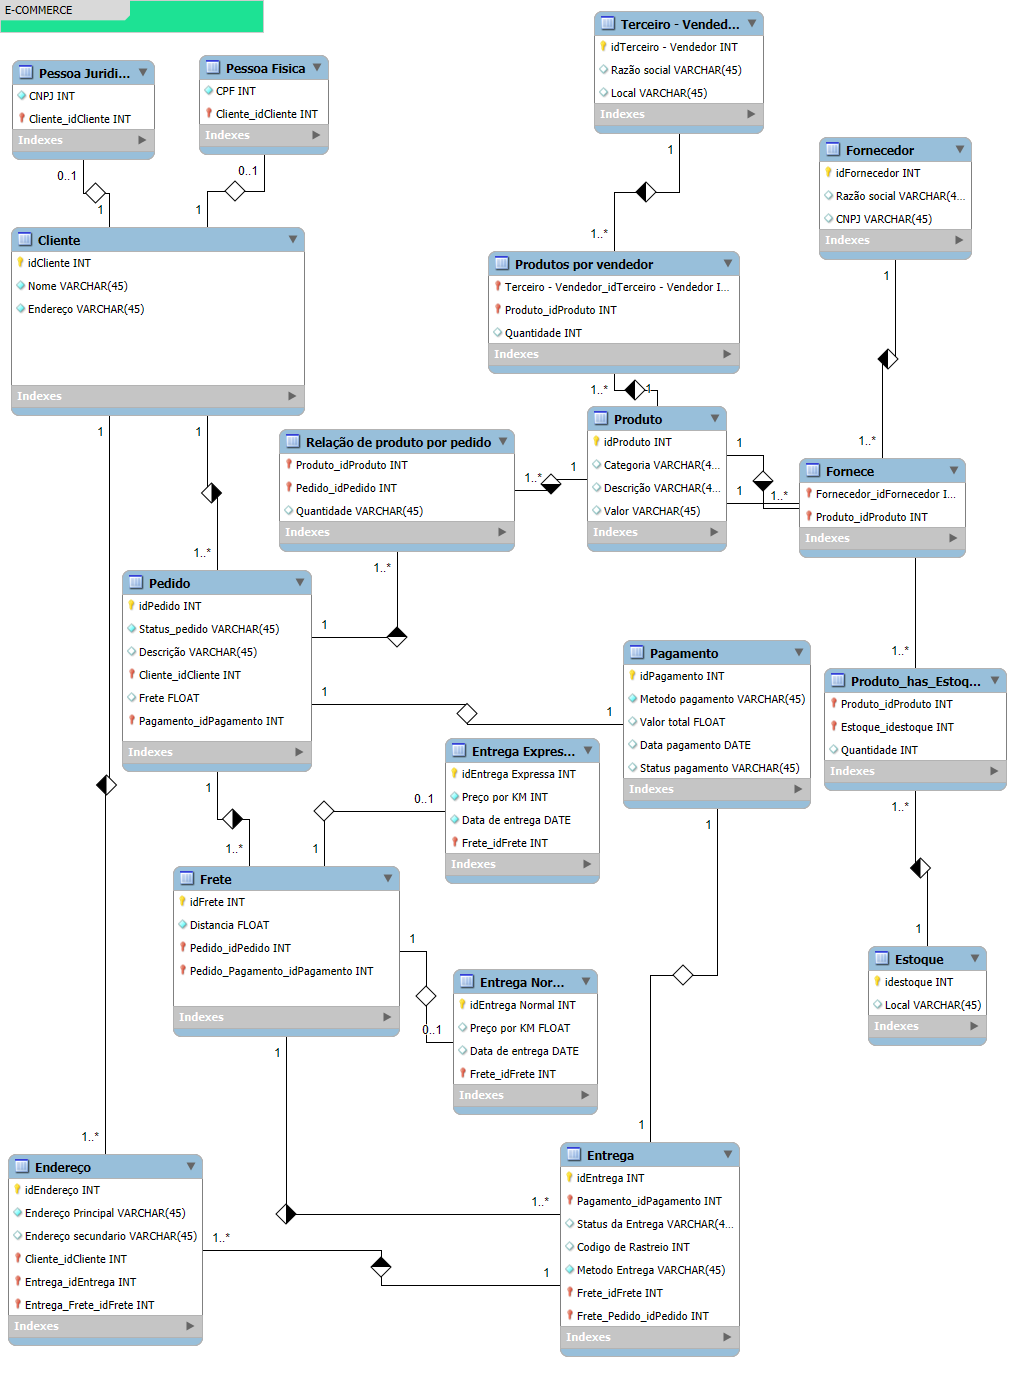 E-COMMERCE
Terceiro - Vended...
idTerceiro - Vendedor INT
Razão social VARCHAR(45)
Local VARCHAR(45)
Indexes
Pessoa Juridi...
CNPJ INT
Cliente_idCliente INT
Indexes
Pessoa Fisica
CPF INT
Cliente_idCliente INT
Indexes
Fornecedor
idFornecedor INT
Razão social VARCHAR(4...
CNPJ VARCHAR(45)
Indexes
0..1
1
0..1
1
1
1..*
1
1..*
Cliente
idCliente INT
Nome VARCHAR(45)
Endereço VARCHAR(45)
Indexes
Produtos por vendedor
Terceiro - Vendedor_idTerceiro - Vendedor I...
Produto_idProduto INT
Quantidade INT
Indexes
1..*
1
Produto
idProduto INT
Categoria VARCHAR(4...
Descrição VARCHAR(4...
Valor VARCHAR(45)
Indexes
Relação de produto por pedido
Produto_idProduto INT
Pedido_idPedido INT
Quantidade VARCHAR(45)
Indexes
1..*
1
1
1
1..*
Fornece
Fornecedor_idFornecedor I...
Produto_idProduto INT
Indexes
1
1
1..*
1..*
1
Pedido
idPedido INT
Status_pedido VARCHAR(45)
Descrição VARCHAR(45)
Cliente_idCliente INT
Frete FLOAT
Pagamento_idPagamento INT
Indexes
1
1
Pagamento
idPagamento INT
Metodo pagamento VARCHAR(45)
Valor total FLOAT
Data pagamento DATE
Status pagamento VARCHAR(45)
Indexes
1..*
Produto_has_Estoq...
Produto_idProduto INT
Estoque_idestoque INT
Quantidade INT
Indexes
1..*
1
Entrega Expres...
idEntrega Expressa INT
Preço por KM INT
Data de entrega DATE
Frete_idFrete INT
Indexes
0..1
1
1
1..*
Frete
idFrete INT
Distancia FLOAT
Pedido_idPedido INT
Pedido_Pagamento_idPagamento INT
Indexes
1
0..1
Entrega Nor...
idEntrega Normal INT
Preço por KM FLOAT
Data de entrega DATE
Frete_idFrete INT
Indexes
Estoque
idestoque INT
Local VARCHAR(45)
Indexes
1
1
1
1..*
1..*
Endereço
idEndereço INT
Endereço Principal VARCHAR(45)
Endereço secundario VARCHAR(45)
Cliente_idCliente INT
Entrega_idEntrega INT
Entrega_Frete_idFrete INT
Indexes
1..*
1
Entrega
idEntrega INT
Pagamento_idPagamento INT
Status da Entrega VARCHAR(4...
Codigo de Rastreio INT
Metodo Entrega VARCHAR(45)
Frete_idFrete INT
Frete_Pedido_idPedido INT
Indexes